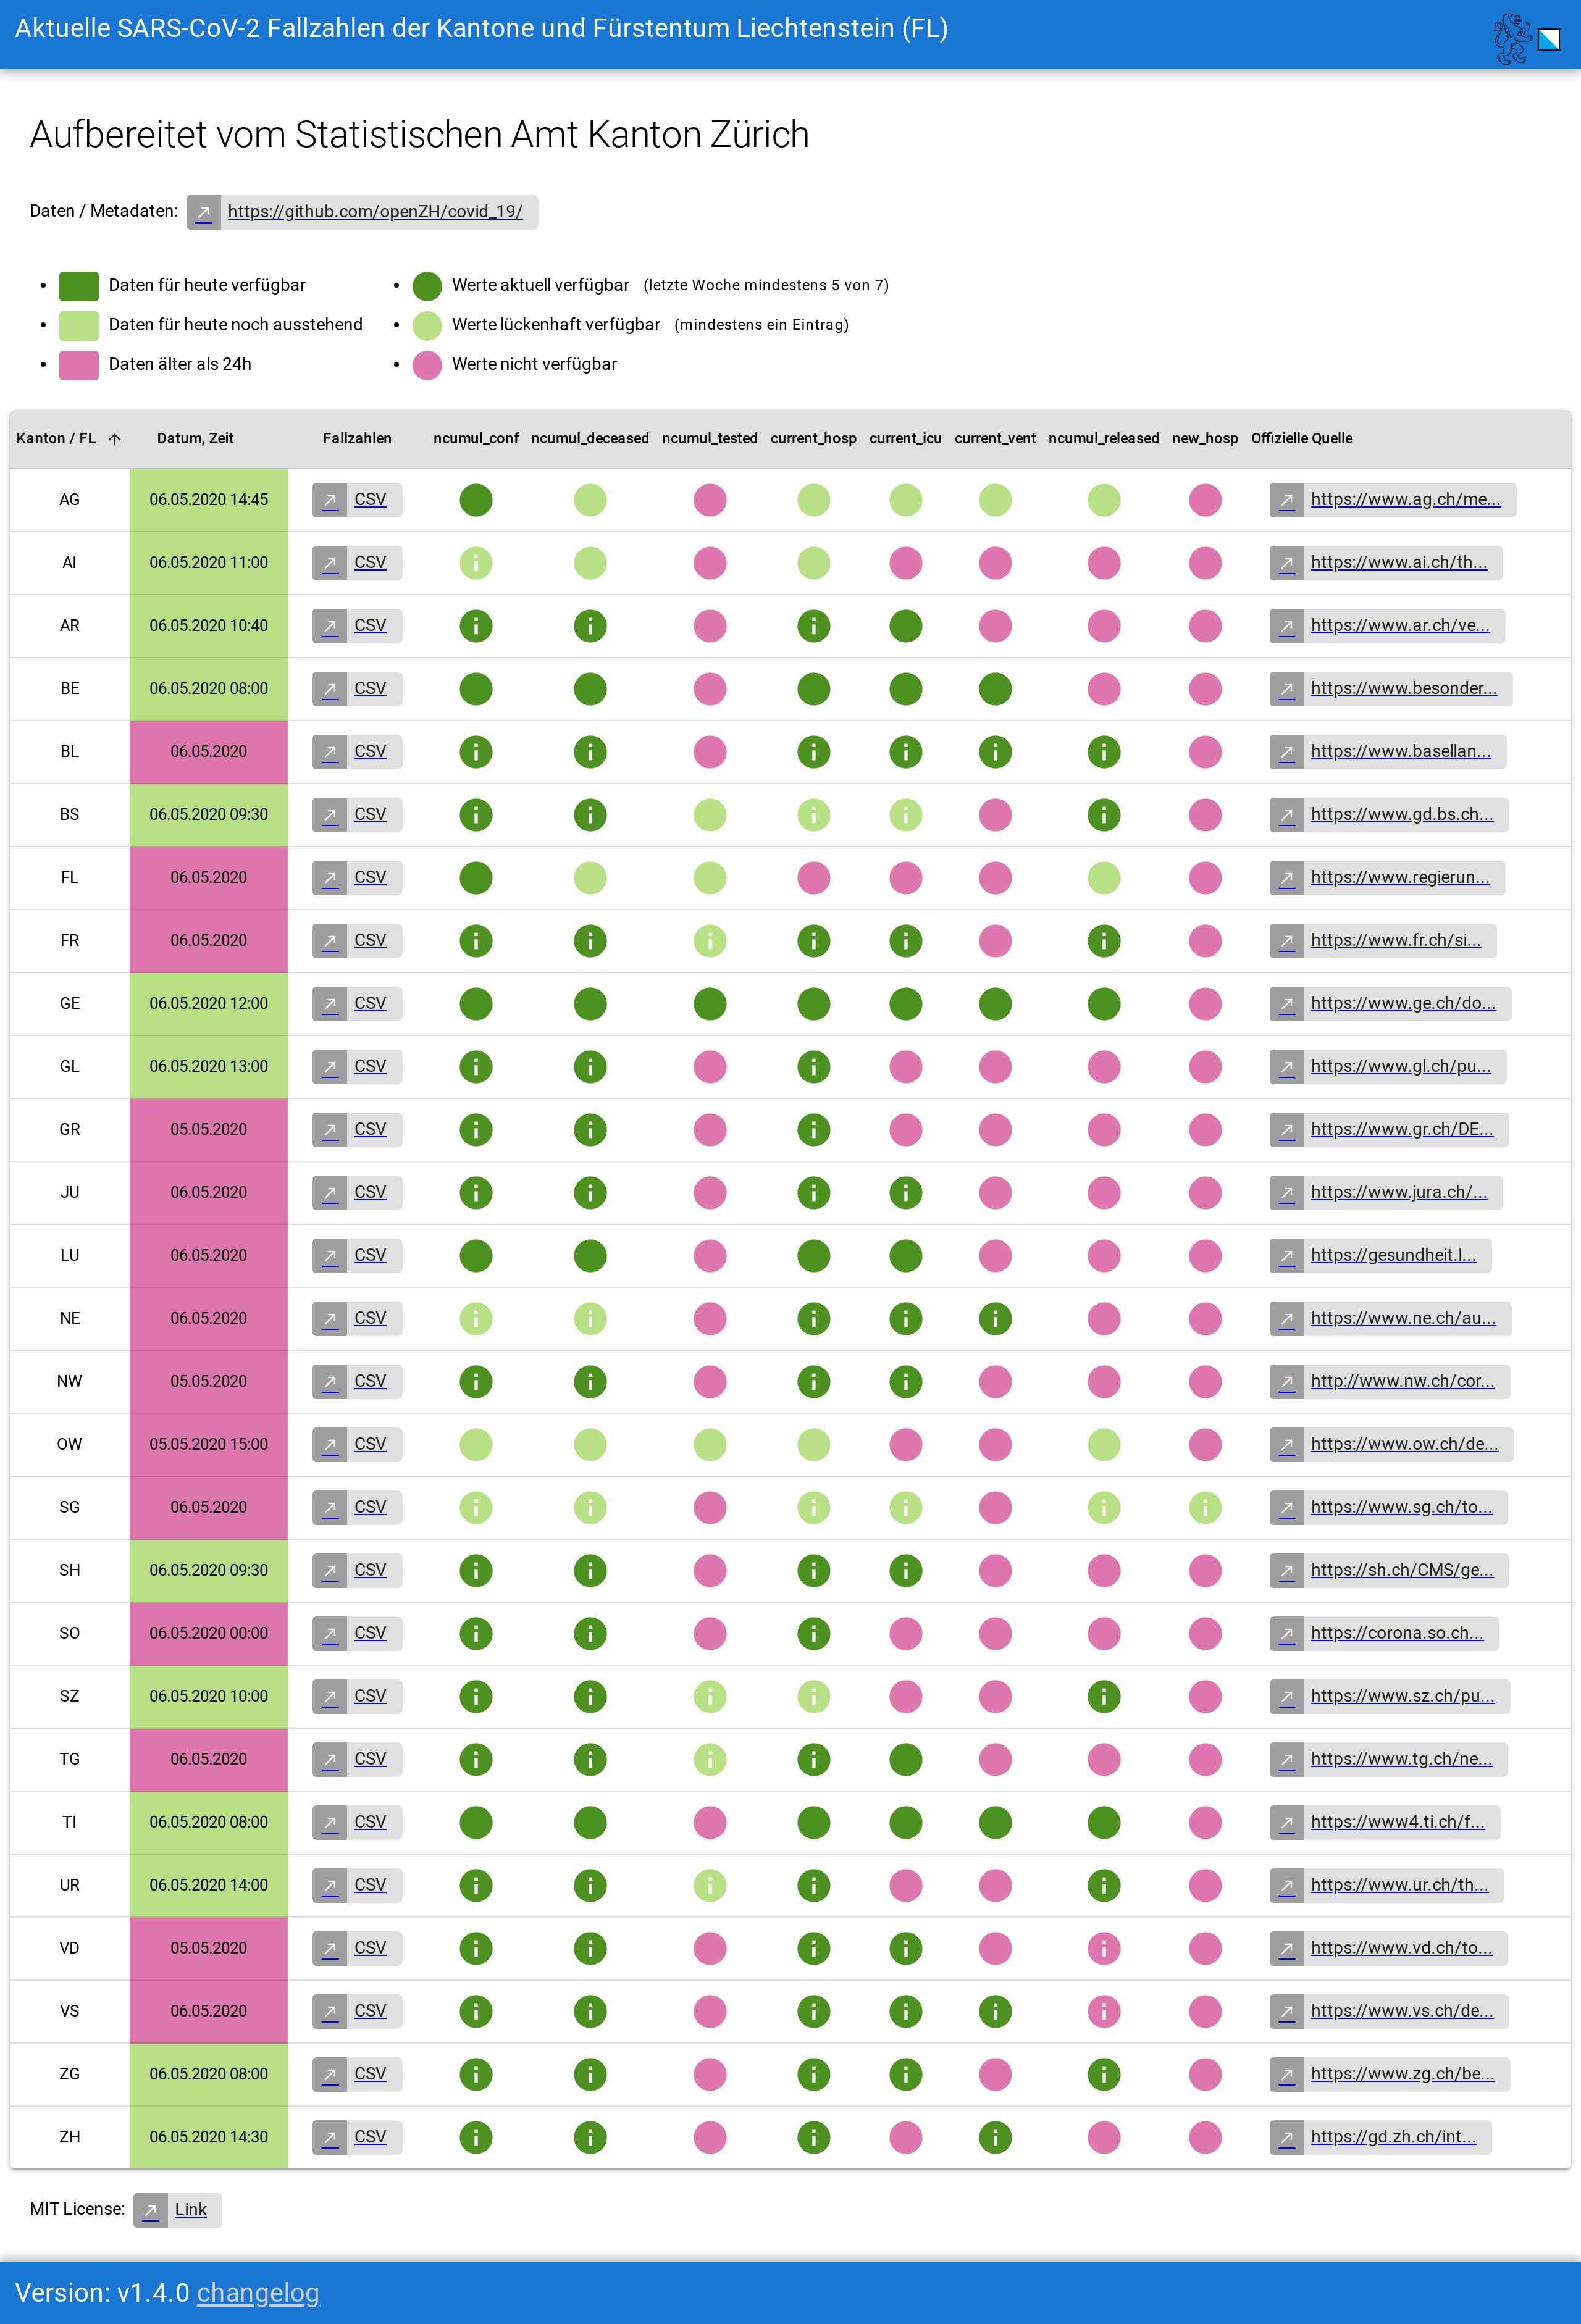 Aktuelle SARS-CoV-2 Fallzahlen der Kantone und Fürstentum Liechtenstein (FL)
Aufbereitet vom Statistischen Amt Kanton Zürich
Daten / Metadaten: https://github.com/openZH/covid_19/
Daten für heute verfügbar
Daten für heute noch ausstehend
Daten älter als 24h
Werte aktuell verfügbar (letzte Woche mindestens 5 von 7)
Werte lückenhaft verfügbar (mindestens ein Eintrag)
Werte nicht verfügbar
Kanton / FL Datum, Zeit Fallzahlen ncumul_conf ncumul_deceased ncumul_tested current_hosp current_icu current_vent ncumul_released new_hosp Offizielle Quelle
AG 06.05.2020 14:45 CSV https://www.ag.ch/me...
AI 06.05.2020 11:00 CSV https://www.ai.ch/th...
AR 06.05.2020 10:40 CSV https://www.ar.ch/ve...
BE 06.05.2020 08:00 CSV https://www.besonder...
BL 06.05.2020 CSV https://www.basellan...
BS 06.05.2020 09:30 CSV https://www.gd.bs.ch...
FL 06.05.2020 CSV https://www.regierun...
FR 06.05.2020 CSV https://www.fr.ch/si...
GE 06.05.2020 12:00 CSV https://www.ge.ch/do...
GL 06.05.2020 13:00 CSV https://www.gl.ch/pu...
GR 05.05.2020 CSV https://www.gr.ch/DE...
JU 06.05.2020 CSV https://www.jura.ch/...
LU 06.05.2020 CSV https://gesundheit.l...
NE 06.05.2020 CSV https://www.ne.ch/au...
NW 05.05.2020 CSV http://www.nw.ch/cor...
OW 05.05.2020 15:00 CSV https://www.ow.ch/de...
SG 06.05.2020 CSV https://www.sg.ch/to...
SH 06.05.2020 09:30 CSV https://sh.ch/CMS/ge...
SO 06.05.2020 00:00 CSV https://corona.so.ch...
SZ 06.05.2020 10:00 CSV https://www.sz.ch/pu...
TG 06.05.2020 CSV https://www.tg.ch/ne...
TI 06.05.2020 08:00 CSV https://www4.ti.ch/f...
UR 06.05.2020 14:00 CSV https://www.ur.ch/th...
VD 05.05.2020 CSV https://www.vd.ch/to...
VS 06.05.2020 CSV https://www.vs.ch/de...
ZG 06.05.2020 08:00 CSV https://www.zg.ch/be...
ZH 06.05.2020 14:30 CSV https://gd.zh.ch/int...
MIT License: Link
Version: v1.4.0 changelog